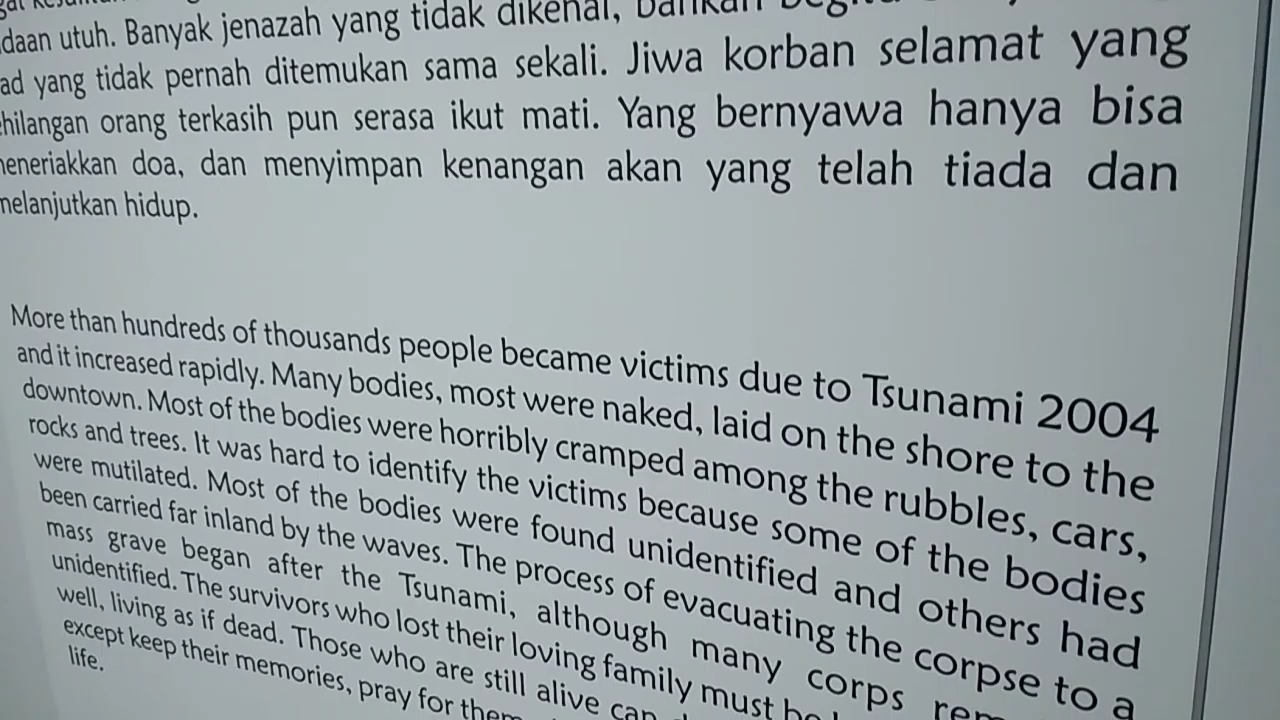 daan utuh. Banyak jenazah yang tidak dikenal, bahkan
ad yang tidak pernah ditemukan sama sekali. Jiwa korban selamat yang
hilangan orang terkasih pun serasa ikut mati. Yang bernyawa hanya bisa
meneriakkan doa, dan menyimpan kenangan akan yang telah tiada dan
melanjutkan hidup.
More than hundreds of thousands people became victims due to Tsunami 2004
and it increased rapidly. Many bodies, most were naked, laid on the shore to the
downtown. Most of the bodies were horribly cramped among the rubbles, cars,
rocks and trees. It was hard to identify the victims because some of the bodies
were mutilated. Most of the bodies were found unidentified and others had
been carried far inland by the waves. The process of evacuating the corpse to a
mass grave began after the Tsunami, although many corps
unidentified. The survivors who lost their loving family must
well, living as if dead. Those who are still alive can
except keep their memories, pray for them
life.